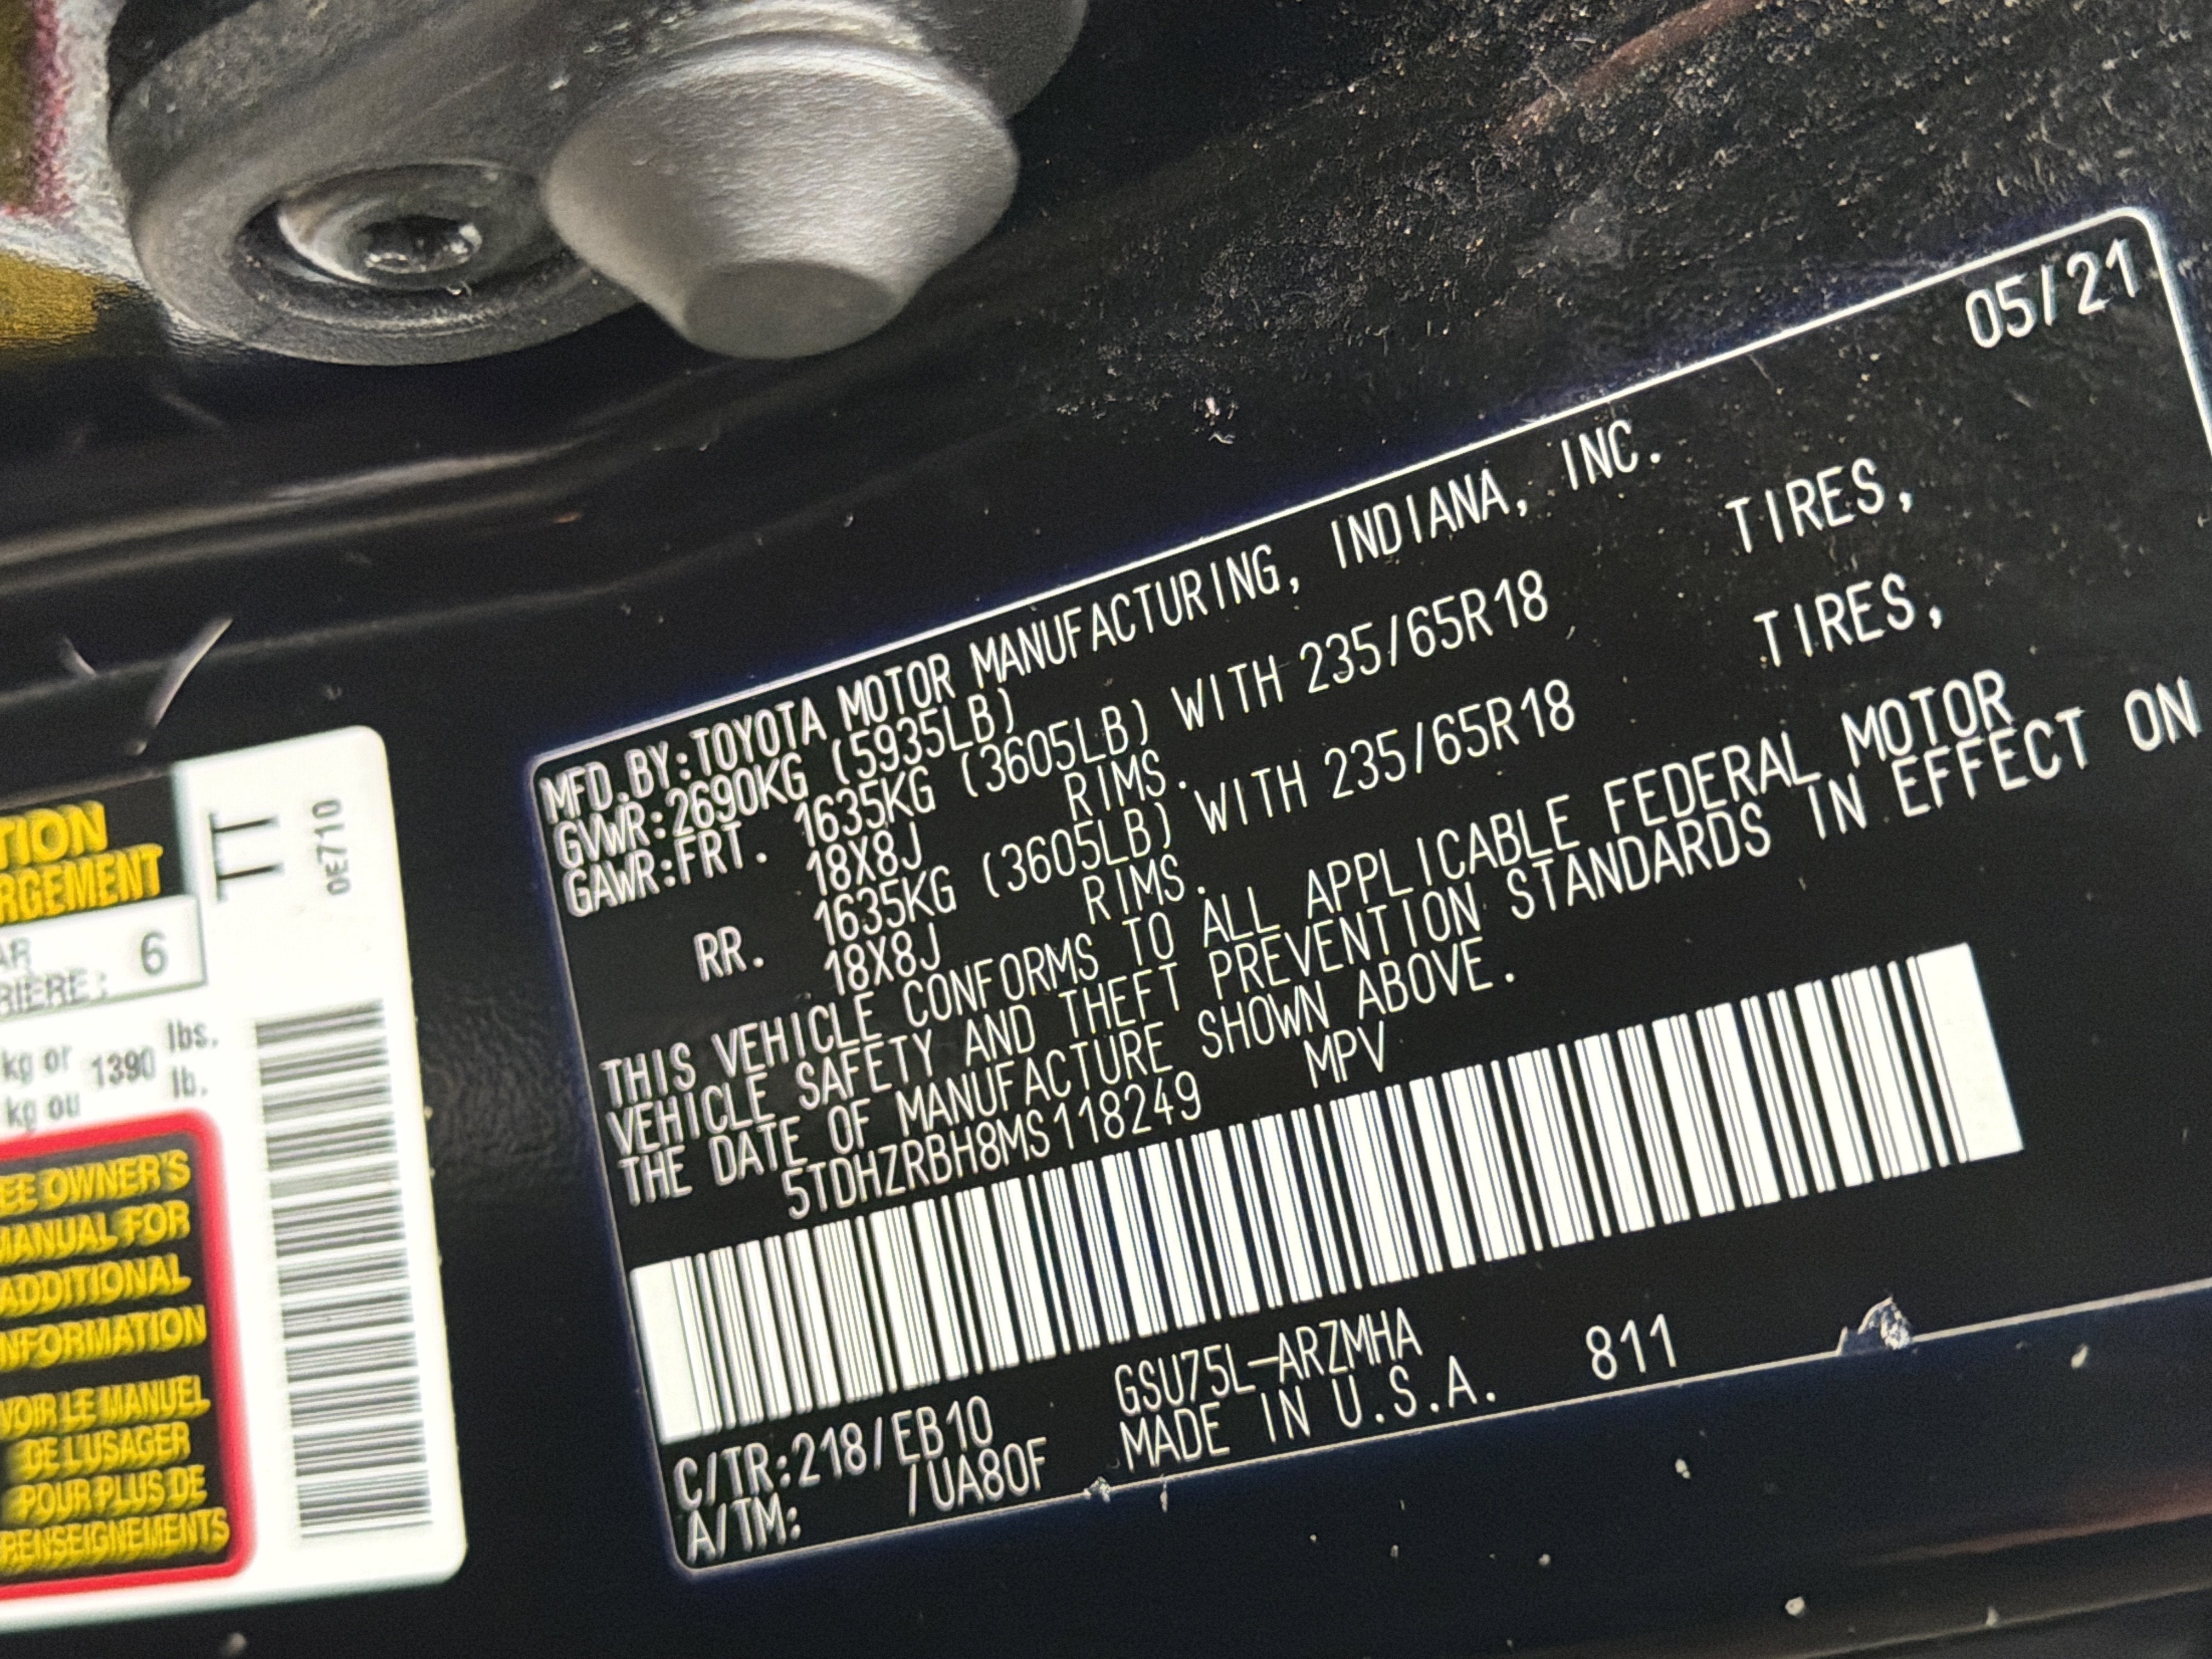 05/21
MFD.BY:TOYOTA MOTOR MANUFACTURING, INDIANA, INC.
GVWR:2690KG (5935LB)
GAWR:FRT. 1635KG (3605LB) WITH 235/65R18 TIRES,
18X8J RIMS.
RR. 1635KG (3605LB) WITH 235/65R18 TIRES,
18X8J RIMS.
THIS VEHICLE CONFORMS TO ALL APPLICABLE FEDERAL MOTOR
VEHICLE SAFETY AND THEFT PREVENTION STANDARDS IN EFFECT ON
THE DATE OF MANUFACTURE SHOWN ABOVE.
5TDHZRBH8MS118249 MPV
C/TR:218/EB10 GSU75L-ARZMHA
A/TM: /UA80F MADE IN U.S.A. 811
TION
RGEMENT
TT
0E710
AR
RIÈRE: 6
kg or 1390 lbs.
kg ou lb.
EE OWNER'S
MANUAL FOR
ADDITIONAL
NFORMATION
VOIR LE MANUEL
DE L'USAGER
POUR PLUS DE
RENSEIGNEMENTS